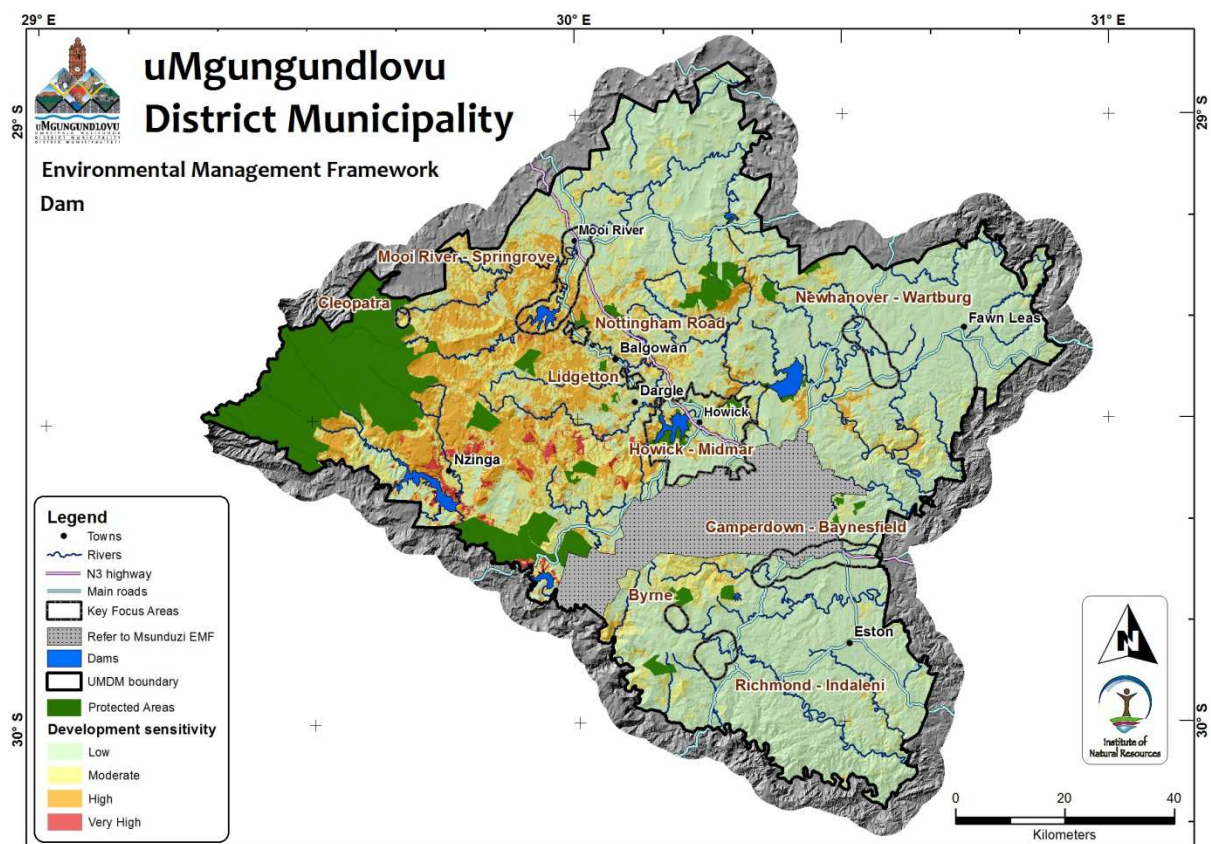 29° E
30° E
31° E
29° S
29° S
30° S
30° S
uMGUNGUNDLOVU
uMgungundlovu
District Municipality
Environmental Management Framework
Dam
Mooi River
Mooi River - Springrove
Cleopatra
Newhanover - Wartburg
Nottingham Road
Fawn Leas
Balgowan
Lidgetton
Dargle
Howick
Howick - Midmar
Nzinga
Camperdown - Baynesfield
Byrne
Eston
Richmond - Indaleni
Legend
Towns
Rivers
N3 highway
Main roads
Key Focus Areas
Refer to Msunduzi EMF
Dams
UMDM boundary
Protected Areas
Development sensitivity
Low
Moderate
High
Very High
N
Institute of
Natural Resources
0 20 40
Kilometers